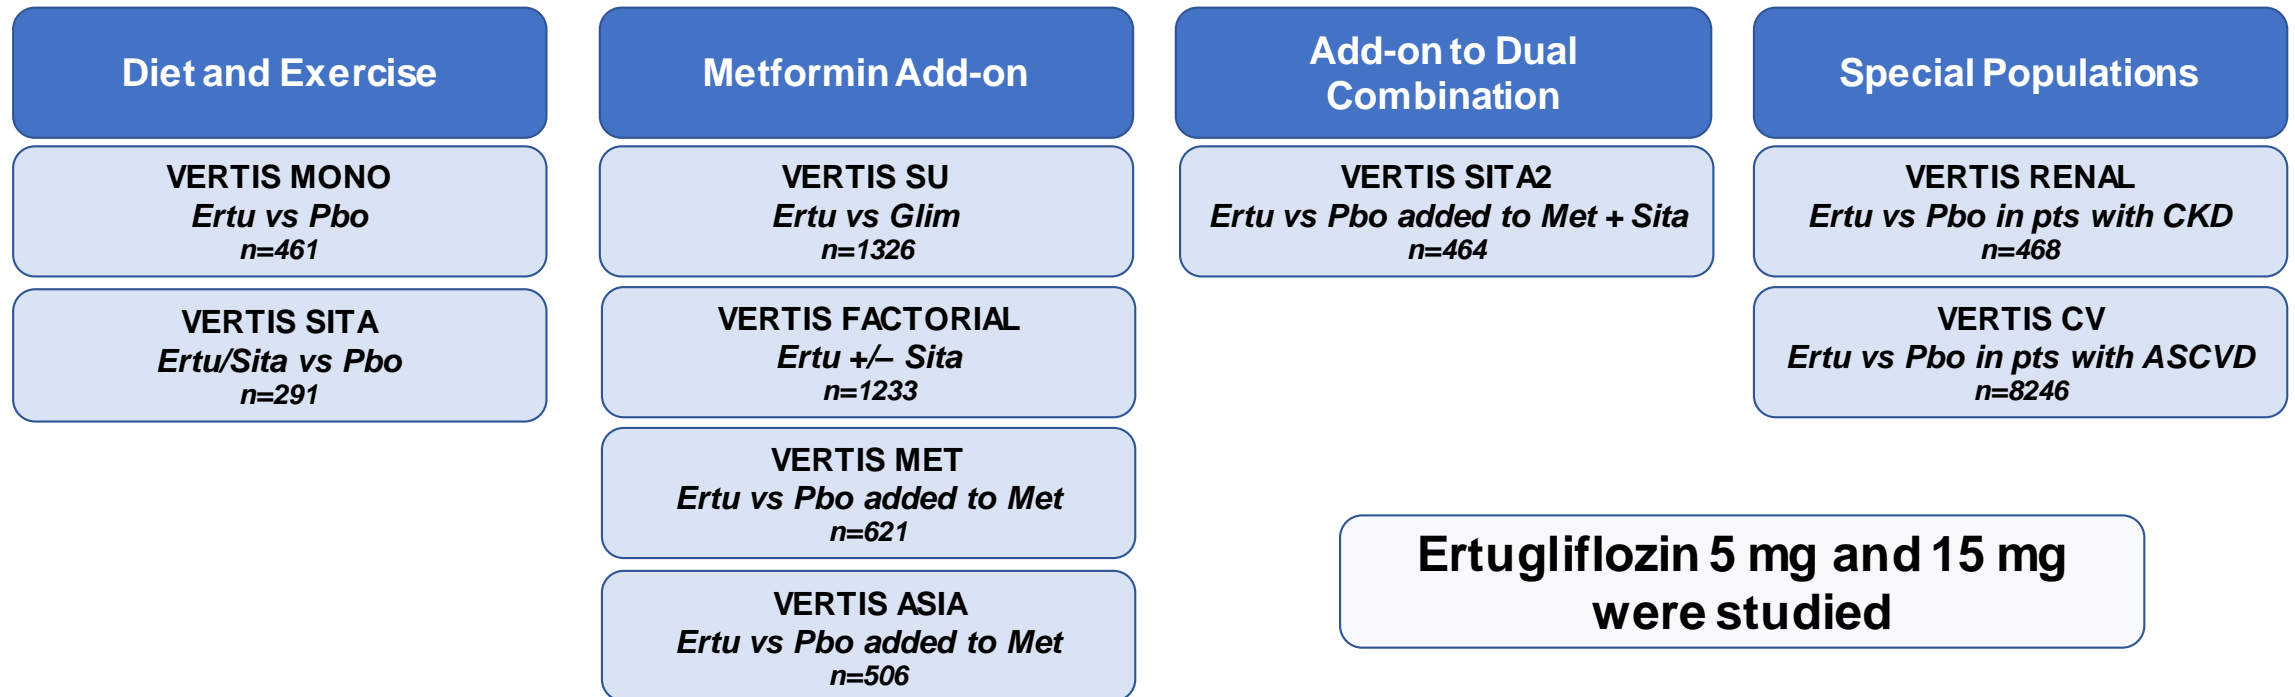 Diet and Exercise
VERTIS MONO
Ertu vs Pbo
n=461
VERTIS SITA
Ertu/Sita vs Pbo
n=291
Metformin Add-on
VERTIS SU
Ertu vs Glim
n=1326
VERTIS FACTORIAL
Ertu +/– Sita
n=1233
VERTIS MET
Ertu vs Pbo added to Met
n=621
VERTIS ASIA
Ertu vs Pbo added to Met
n=506
Add-on to Dual
Combination
VERTIS SITA2
Ertu vs Pbo added to Met + Sita
n=464
Special Populations
VERTIS RENAL
Ertu vs Pbo in pts with CKD
n=468
VERTIS CV
Ertu vs Pbo in pts with ASCVD
n=8246
Ertugliflozin 5 mg and 15 mg
were studied